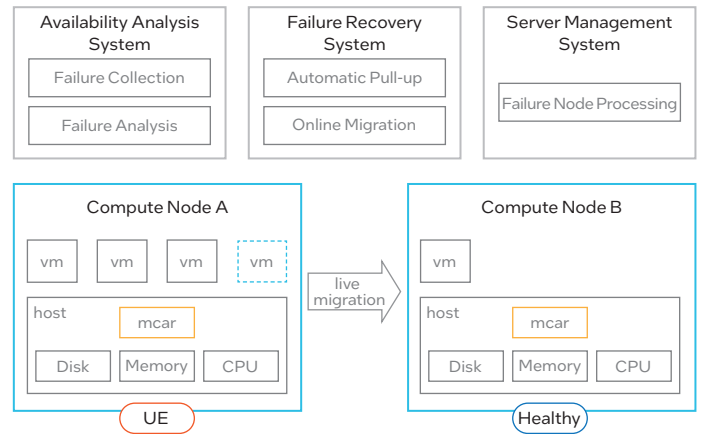 Availability Analysis
System
Failure Collection
Failure Analysis
Failure Recovery
System
Automatic Pull-up
Online Migration
Server Management
System
Failure Node Processing
Compute Node A
vm
vm
vm
vm
host
mcar
Disk
Memory
CPU
UE
live
migration
Compute Node B
vm
host
mcar
Disk
Memory
CPU
Healthy